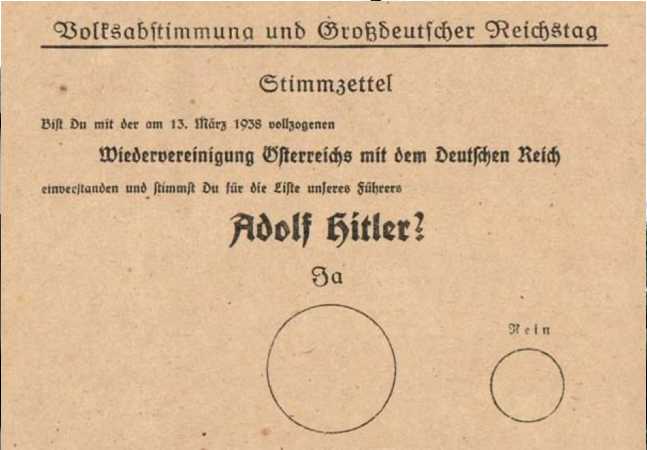 Volksabstimmung und Großdeutscher Reichstag
Stimmzettel
Bist Du mit der am 13. März 1938 vollzogenen
Wiedervereinigung Österreichs mit dem Deutschen Reich
einverstanden und stimmst Du für die Liste unseres Führers
Adolf Hitler?
Ja
Nein